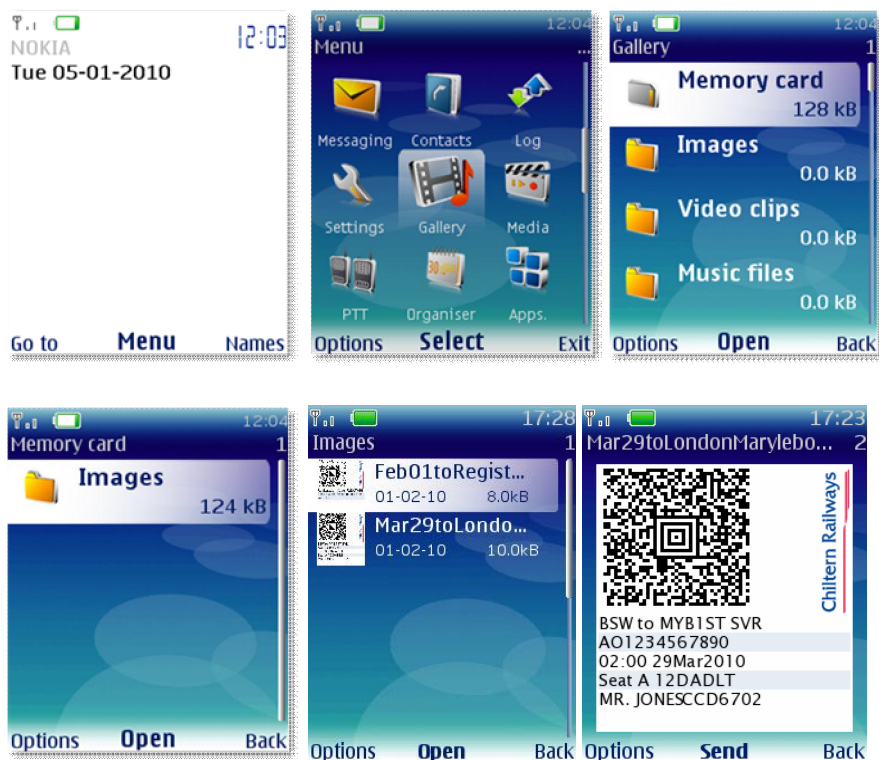 12:03
NOKIA
Tue 05-01-2010
Go to Menu Names
12:04
Menu ...
Messaging Contacts Log
Settings Gallery Media
30
PTT Organiser Apps.
Options Select Exit
12:04
Gallery 1
Memory card
128 kB
Images
0.0 kB
Video clips
0.0 kB
Music files
0.0 kB
Options Open Back
12:04
Memory card 1
Images
124 kB
Options Open Back
17:28
Images 1
Feb01toRegist...
01-02-10 8.0kB
Mar29toLondo...
01-02-10 10.0kB
Options Open Back
17:23
Mar29toLondonMarylebo... 2
Chiltern Railways
BSW to MYB1ST SVR
AO1234567890
02:00 29Mar2010
Seat A 12DADLT
MR. JONESCCD6702
Options Send Back